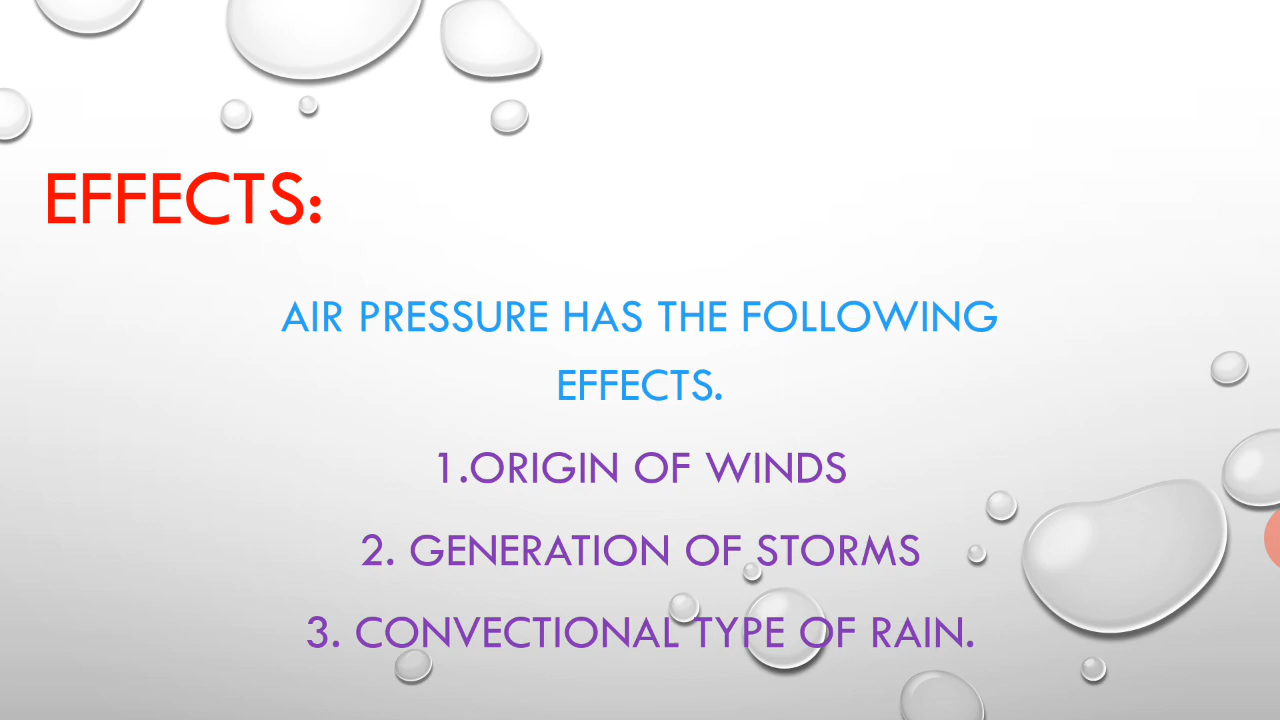 EFFECTS:
AIR PRESSURE HAS THE FOLLOWING
EFFECTS.
1.ORIGIN OF WINDS
2. GENERATION OF STORMS
3. CONVECTIONAL TYPE OF RAIN.